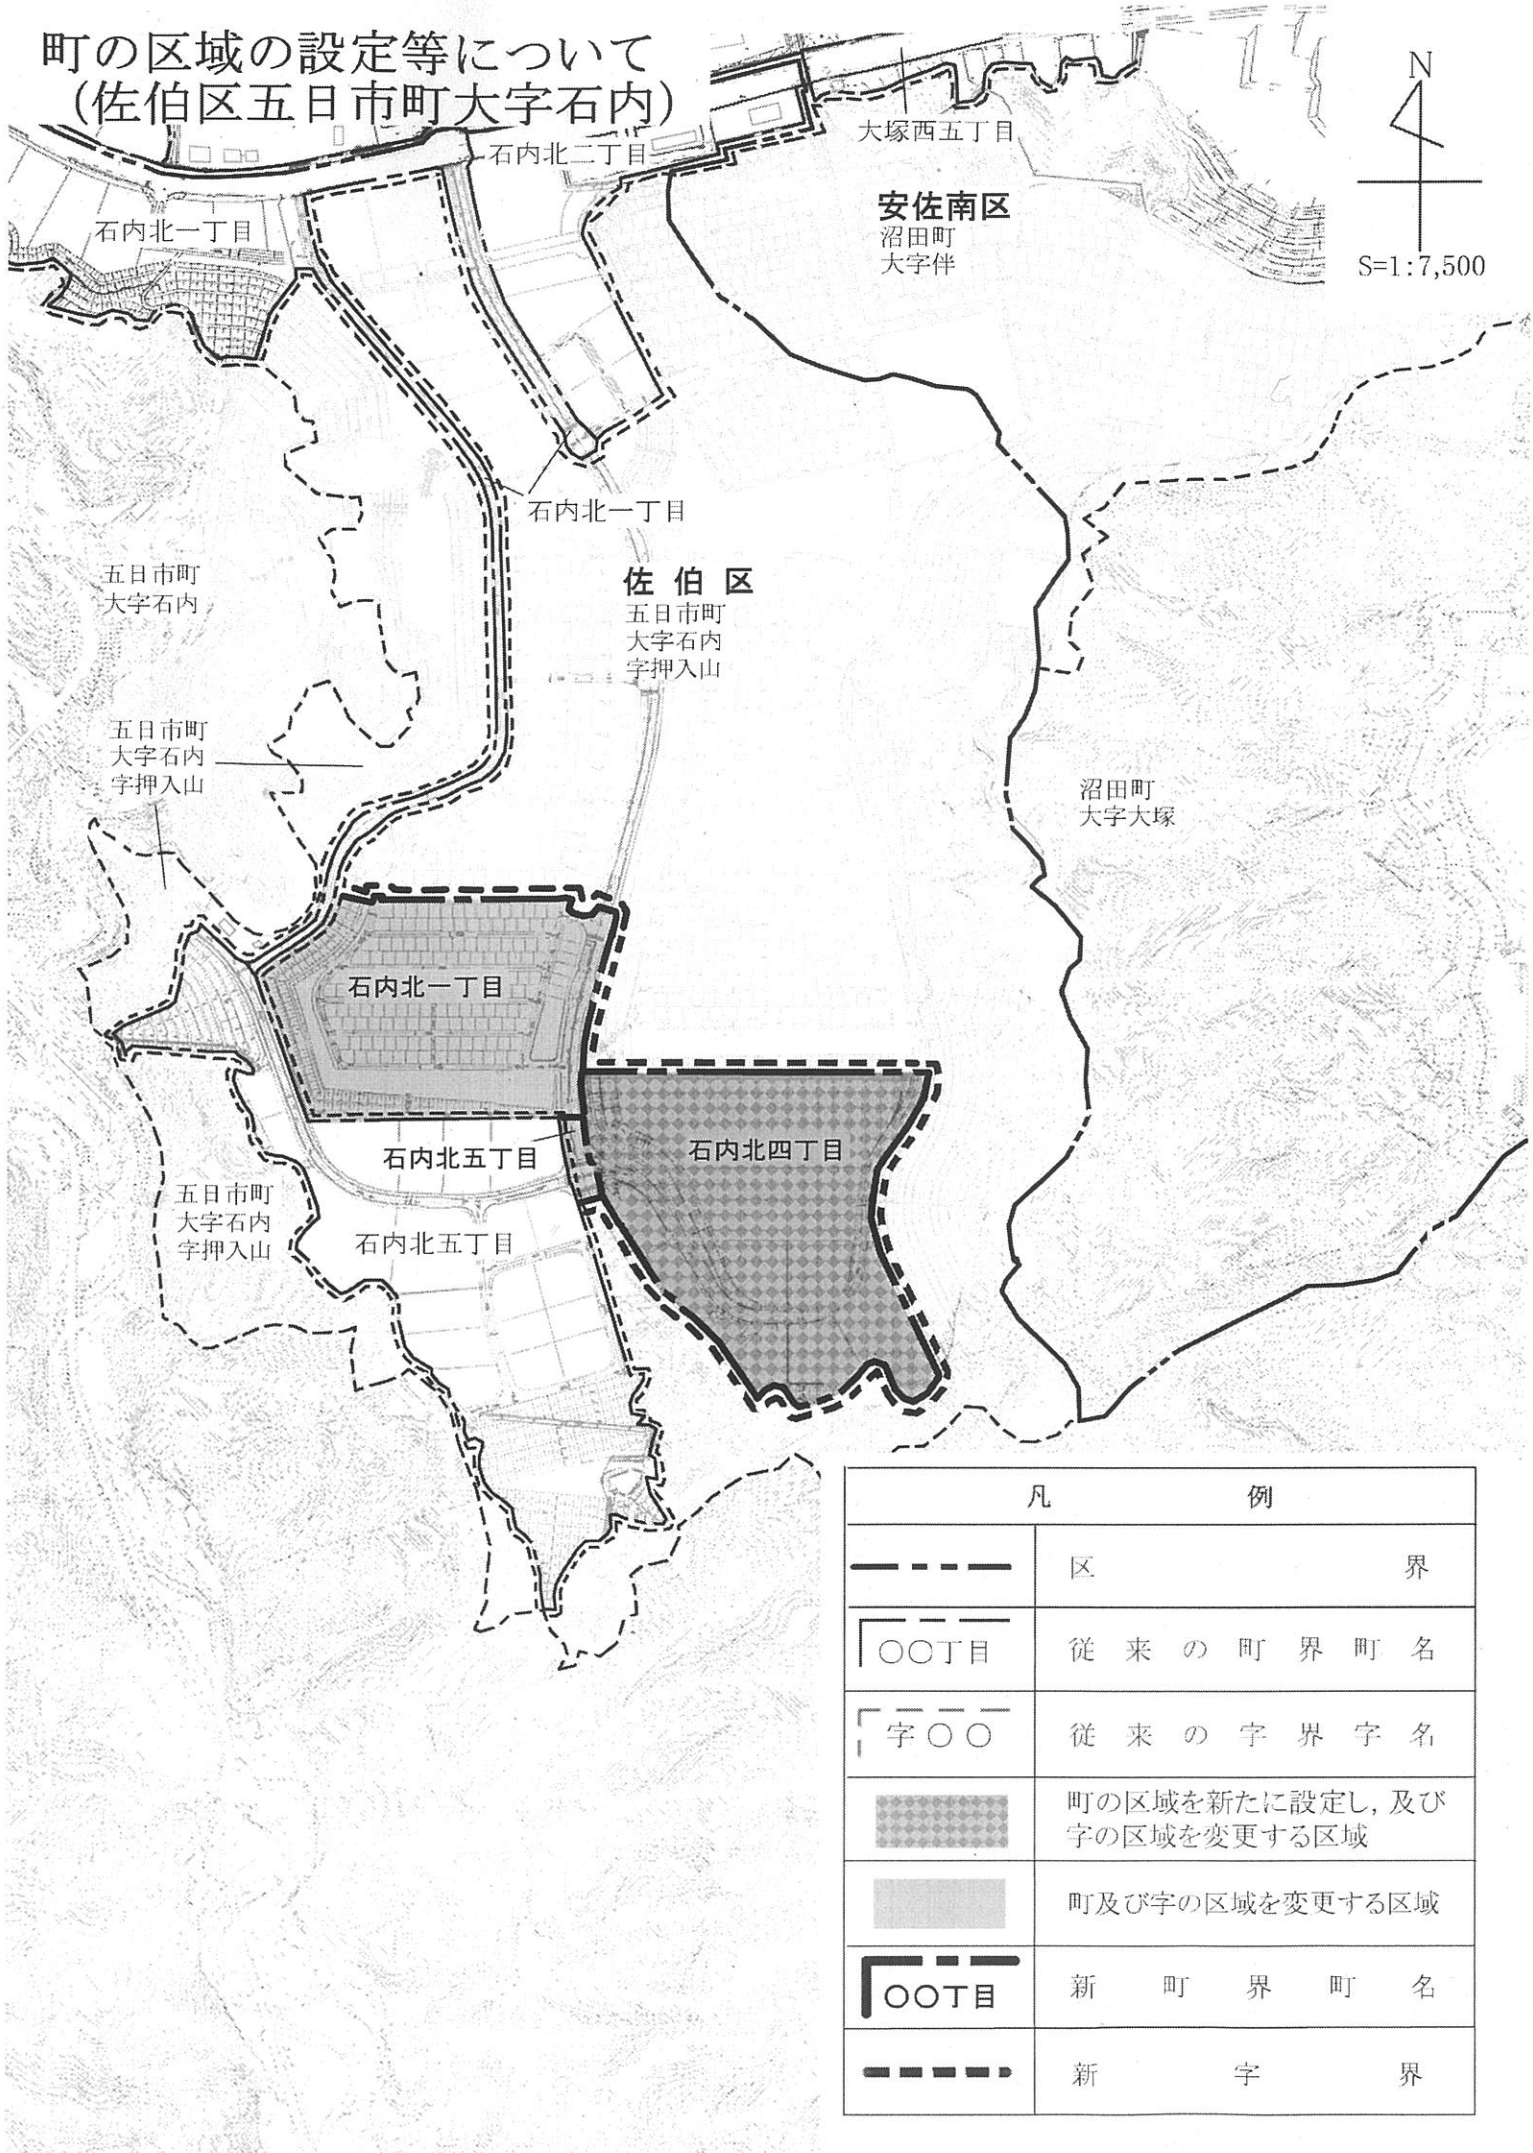 町の区域の設定等について
(佐伯区五日市町大字石内)
N
S=1:7,500
大塚西五丁目
石内北二丁目
石内北一丁目
安佐南区
沼田町
大字伴
石内北一丁目
五日市町
大字石内
佐伯区
五日市町
大字石内
字押入山
五日市町
大字石内
字押入山
沼田町
大字大塚
石内北一丁目
石内北四丁目
石内北五丁目
五日市町
大字石内
字押入山
石内北五丁目
凡例
区界
〇〇丁目
従来の町界町名
字〇〇
従来の字界字名
町の区域を新たに設定し,及び
字の区域を変更する区域
町及び字の区域を変更する区域
〇〇丁目
新町界町名
新字界